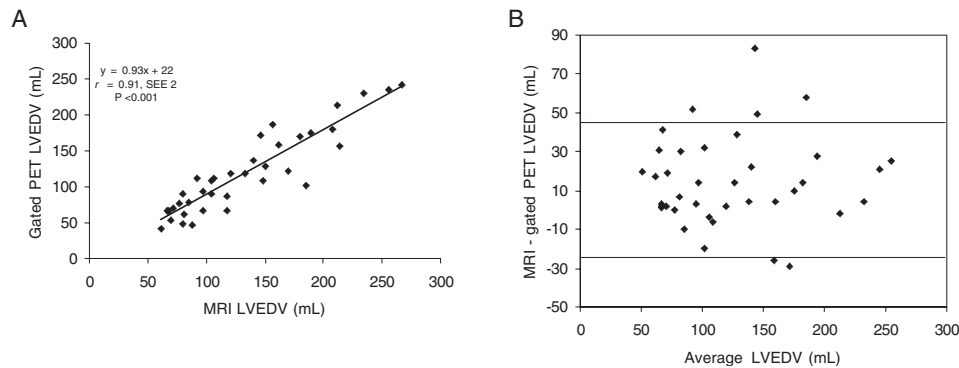 A
300
250
200
150
100
50
0
Gated PET LVEDV (mL)
y = 0.93x + 22
r = 0.91, SEE 2
P <0.001
0 50 100 150 200 250 300
MRI LVEDV (mL)
B
90
70
50
30
10
-10
-30
-50
MRI - gated PET LVEDV (mL)
0 50 100 150 200 250 300
Average LVEDV (mL)